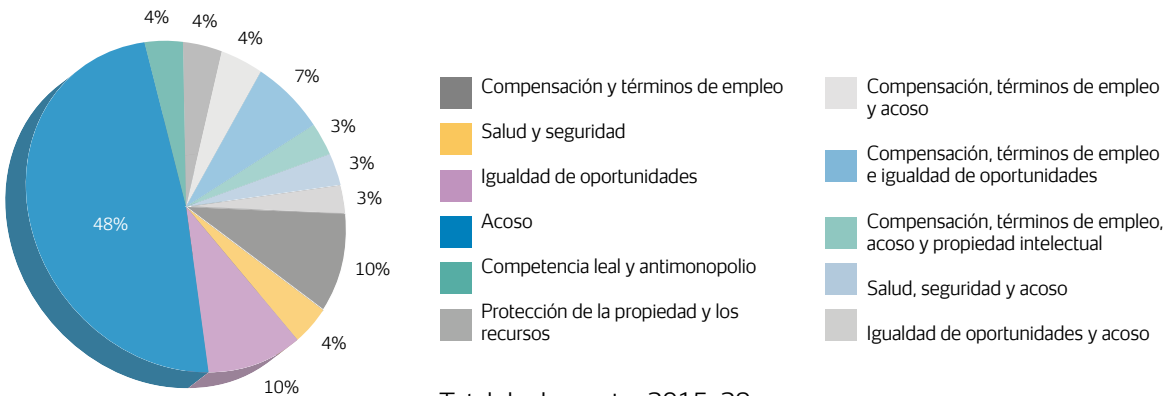 4%
4%
4%
7%
3%
3%
3%
10%
4%
10%
48%
Compensación y términos de empleo
Salud y seguridad
Igualdad de oportunidades
Acoso
Competencia leal y antimonopolio
Protección de la propiedad y los
recursos
Compensación, términos de empleo
y acoso
Compensación, términos de empleo
e igualdad de oportunidades
Compensación, términos de empleo,
acoso y propiedad intelectual
Salud, seguridad y acoso
Igualdad de oportunidades y acoso